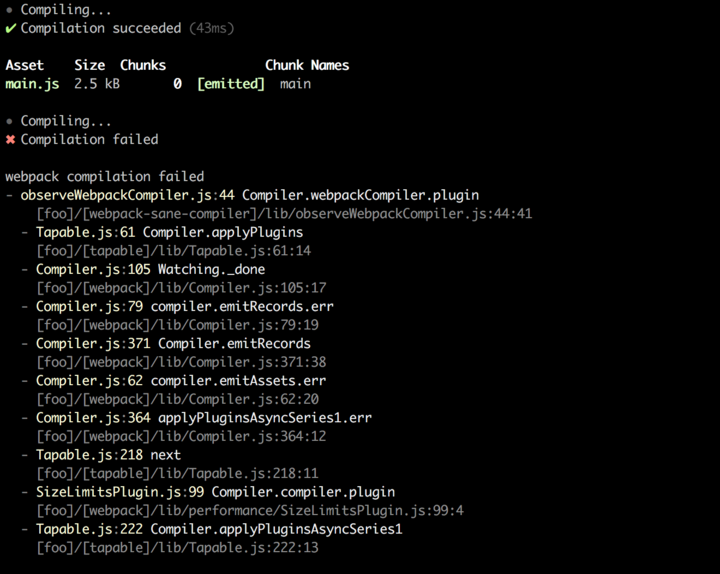 ● Compiling...
✔ Compilation succeeded (43ms)
Asset Size Chunks Chunk Names
main.js 2.5 kB 0 [emitted] main
● Compiling...
✖ Compilation failed
webpack compilation failed
- observeWebpackCompiler.js:44 Compiler.webpackCompiler.plugin
[foo]/[webpack-sane-compiler]/lib/observeWebpackCompiler.js:44:41
- Tapable.js:61 Compiler.applyPlugins
[foo]/[tapable]/lib/Tapable.js:61:14
- Compiler.js:105 Watching._done
[foo]/[webpack]/lib/Compiler.js:105:17
- Compiler.js:79 compiler.emitRecords.err
[foo]/[webpack]/lib/Compiler.js:79:19
- Compiler.js:371 Compiler.emitRecords
[foo]/[webpack]/lib/Compiler.js:371:38
- Compiler.js:62 compiler.emitAssets.err
[foo]/[webpack]/lib/Compiler.js:62:20
- Compiler.js:364 applyPluginsAsyncSeries1.err
[foo]/[webpack]/lib/Compiler.js:364:12
- Tapable.js:218 next
[foo]/[tapable]/lib/Tapable.js:218:11
- SizeLimitsPlugin.js:99 Compiler.compiler.plugin
[foo]/[webpack]/lib/performance/SizeLimitsPlugin.js:99:4
- Tapable.js:222 Compiler.applyPluginsAsyncSeries1
[foo]/[tapable]/lib/Tapable.js:222:13